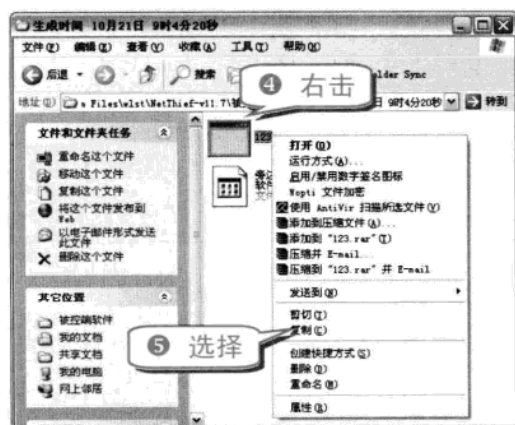 生成时间 10月21日 9时4分20秒
文件(F) 编辑(E) 查看(V) 收藏(A) 工具(T) 帮助(H)
后退 搜索 older Sync
地址(D) s Files\wlst\NetThief-v11.7\ 日 9时4分20秒 转到
❹ 右击
文件和文件夹任务
重命名这个文件
移动这个文件
复制这个文件
将这个文件发布到
Web
以电子邮件形式发送
此文件
删除这个文件
其它位置
被控端软件
我的文档
共享文档
我的电脑
网上邻居
123
软件
文件
打开(O)
运行方式(A)...
启用/禁用数字签名图标
Wopti 文件加密
使用 AntiVir 扫描所选文件(V)
添加到压缩文件(A)...
添加到 "123.rar"(T)
压缩并 E-mail...
压缩到 "123.rar" 并 E-mail
发送到(N)
剪切(T)
复制(C)
创建快捷方式(S)
删除(D)
重命名(M)
属性(R)
❺ 选择